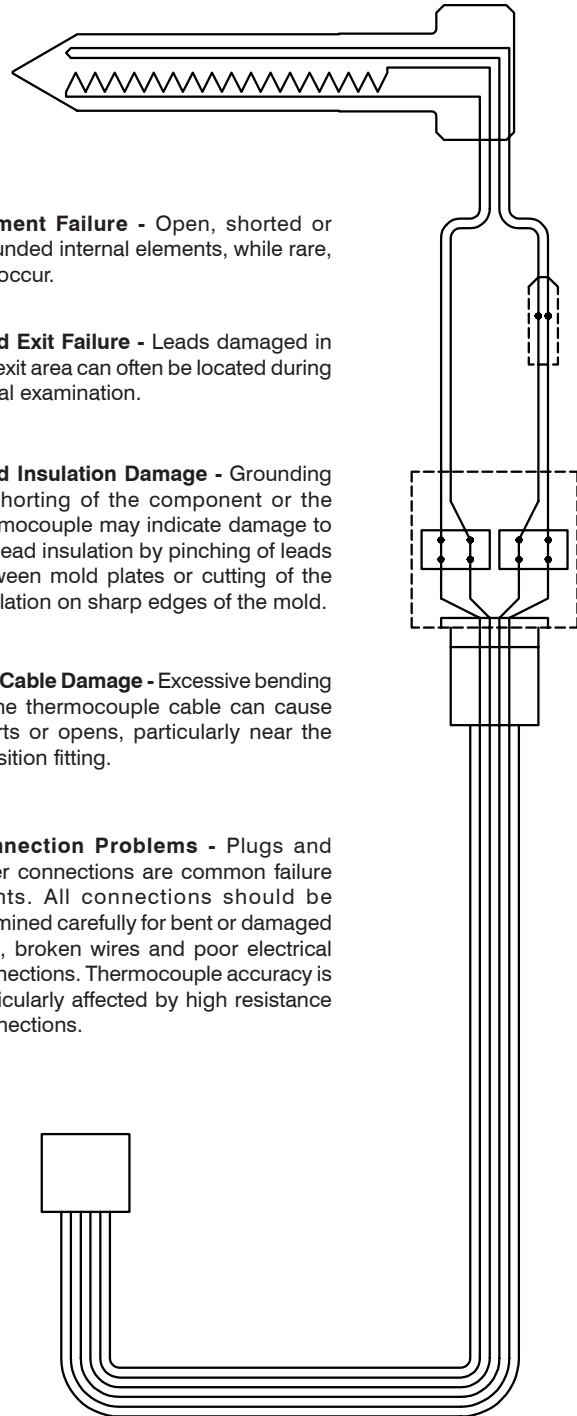 ment Failure - Open, shorted or
unded internal elements, while rare,
occur.
d Exit Failure - Leads damaged in
exit area can often be located during
al examination.
d Insulation Damage - Grounding
horting of the component or the
mocouple may indicate damage to
ead insulation by pinching of leads
ween mold plates or cutting of the
lation on sharp edges of the mold.
Cable Damage - Excessive bending
he thermocouple cable can cause
rts or opens, particularly near the
sition fitting.
nnection Problems - Plugs and
er connections are common failure
nts. All connections should be
mined carefully for bent or damaged
, broken wires and poor electrical
nections. Thermocouple accuracy is
icularly affected by high resistance
nections.